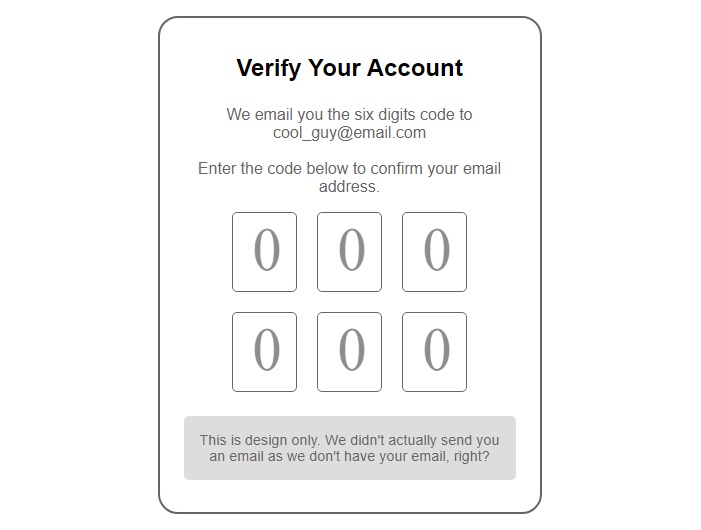 Verify Your Account
We email you the six digits code to
cool_guy@email.com
Enter the code below to confirm your email
address.
0 0 0
0 0 0
This is design only. We didn't actually send you
an email as we don't have your email, right?